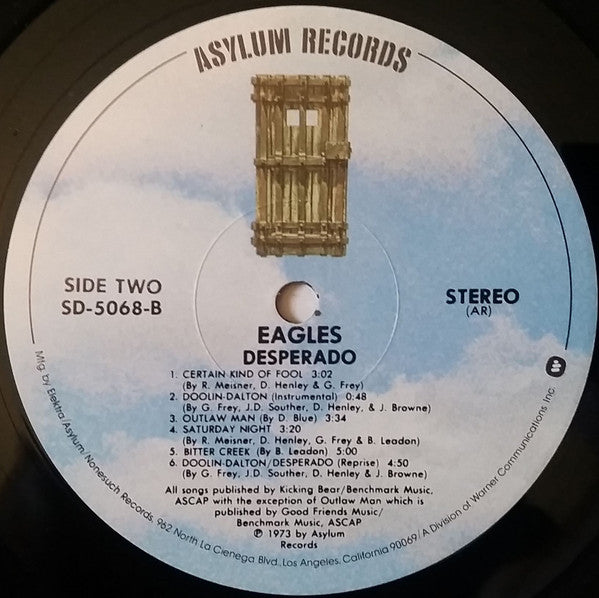 ASYLUM RECORDS
SIDE TWO
SD-5068-B
STEREO
(AR)
EAGLES
DESPERADO
1. CERTAIN KIND OF FOOL 3:02
(By R. Meisner, D. Henley & G. Frey)
2. DOOLIN-DALTON (Instrumental) 0:48
(By G. Frey, J.D. Souther, D. Henley, & J. Browne)
3. OUTLAW MAN (By D. Blue) 3:34
4. SATURDAY NIGHT 3:20
(By R. Meisner, D. Henley, G. Frey & B. Leadon)
5. BITTER CREEK (By B. Leadon) 5:00
6. DOOLIN-DALTON/DESPERADO (Reprise) 4:50
(By G. Frey, J.D. Souther, D. Henley & J. Browne)
All songs published by Kicking Bear/Benchmark Music,
ASCAP with the exception of Outlaw Man which is
published by Good Friends Music/
Benchmark Music, ASCAP
℗ 1973 by Asylum
Records
Mfg. by Elektra/Asylum/Nonesuch Records, 962 North La Cienega Blvd., Los Angeles, California 90069/A Division of Warner Communications Inc.